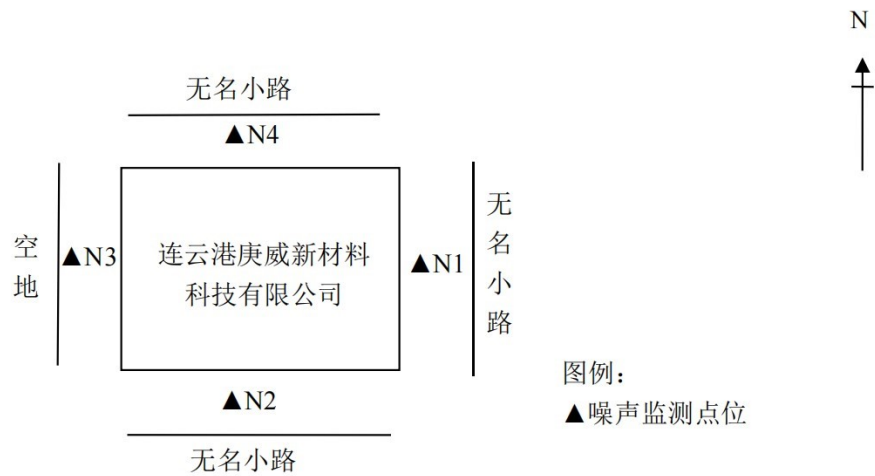 N
无名小路
▲N4
空地
▲N3
连云港庚威新材料
科技有限公司
▲N1
无名小路
▲N2
无名小路
图例：
▲噪声监测点位